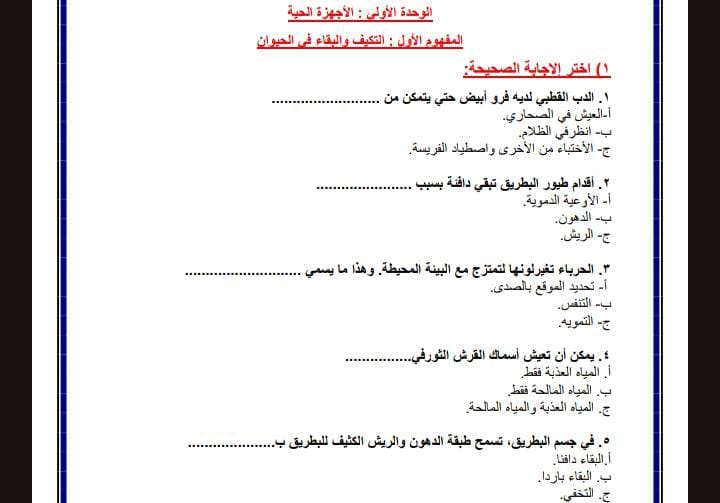 الوحدة الأولي : الأجهزة الحية
المفهوم الأول : التكيف والبقاء في الحيوان
١) اختر الاجابة الصحيحة:
١. الدب القطبي لديه فرو أبيض حتي يتمكن من ..........................
أ-العيش في الصحاري.
ب- انظرفي الظلام.
ج- الأختباء من الأخرى واصطياد الفريسة.
٢. أقدام طيور البطريق تبقي دافئة بسبب .......................
أ- الأوعية الدموية.
ب- الدهون.
ج- الريش.
٣. الحرباء تغيرلونها لتمتزج مع البيئة المحيطة. وهذا ما يسمي ............................
أ- تحديد الموقع بالصدى.
ب- التنفس.
ج- التمويه.
٤. يمكن أن تعيش أسماك القرش الثورفي................
أ. المياه العذبة فقط.
ب. المياه المالحة فقط.
ج. المياه العذبة والمياه المالحة.
٥. في جسم البطريق، تسمح طبقة الدهون والريش الكثيف للبطريق ب.....................
أ.البقاء دافئا.
ب. البقاء باردا.
ج. التخفي.